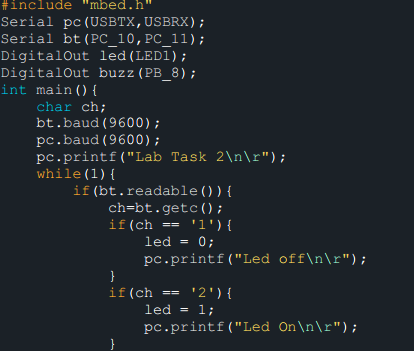 #include "mbed.h"
Serial pc(USBTX,USBRX);
Serial bt(PC_10,PC_11);
DigitalOut led(LED1);
DigitalOut buzz(PB_8);
int main(){
    char ch;
    bt.baud(9600);
    pc.baud(9600);
    pc.printf("Lab Task 2\n\r");
    while(1){
        if(bt.readable()){
            ch=bt.getc();
            if(ch == '1'){
                led = 0;
                pc.printf("Led off\n\r");
            }
            if(ch == '2'){
                led = 1;
                pc.printf("Led On\n\r");
            }